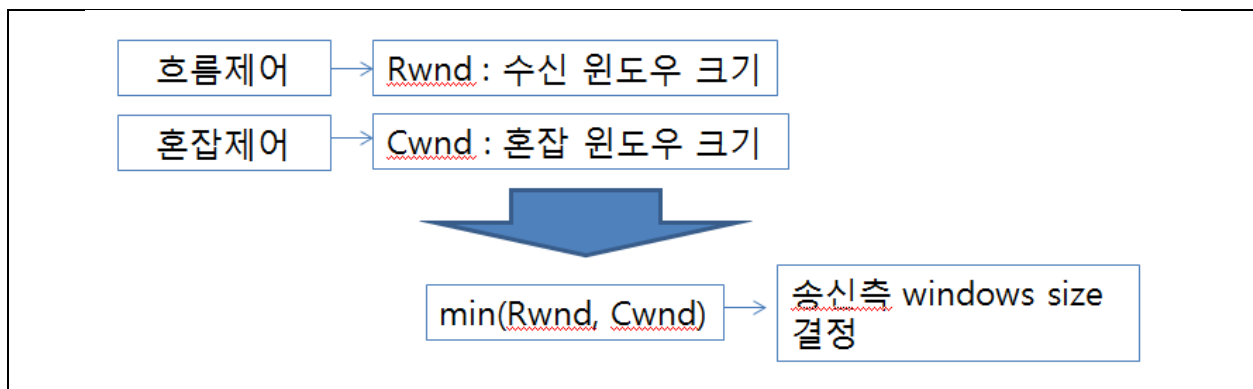 흐름제어
Rwnd : 수신 윈도우 크기
혼잡제어
Cwnd : 혼잡 윈도우 크기
min(Rwnd, Cwnd)
송신측 windows size
결정